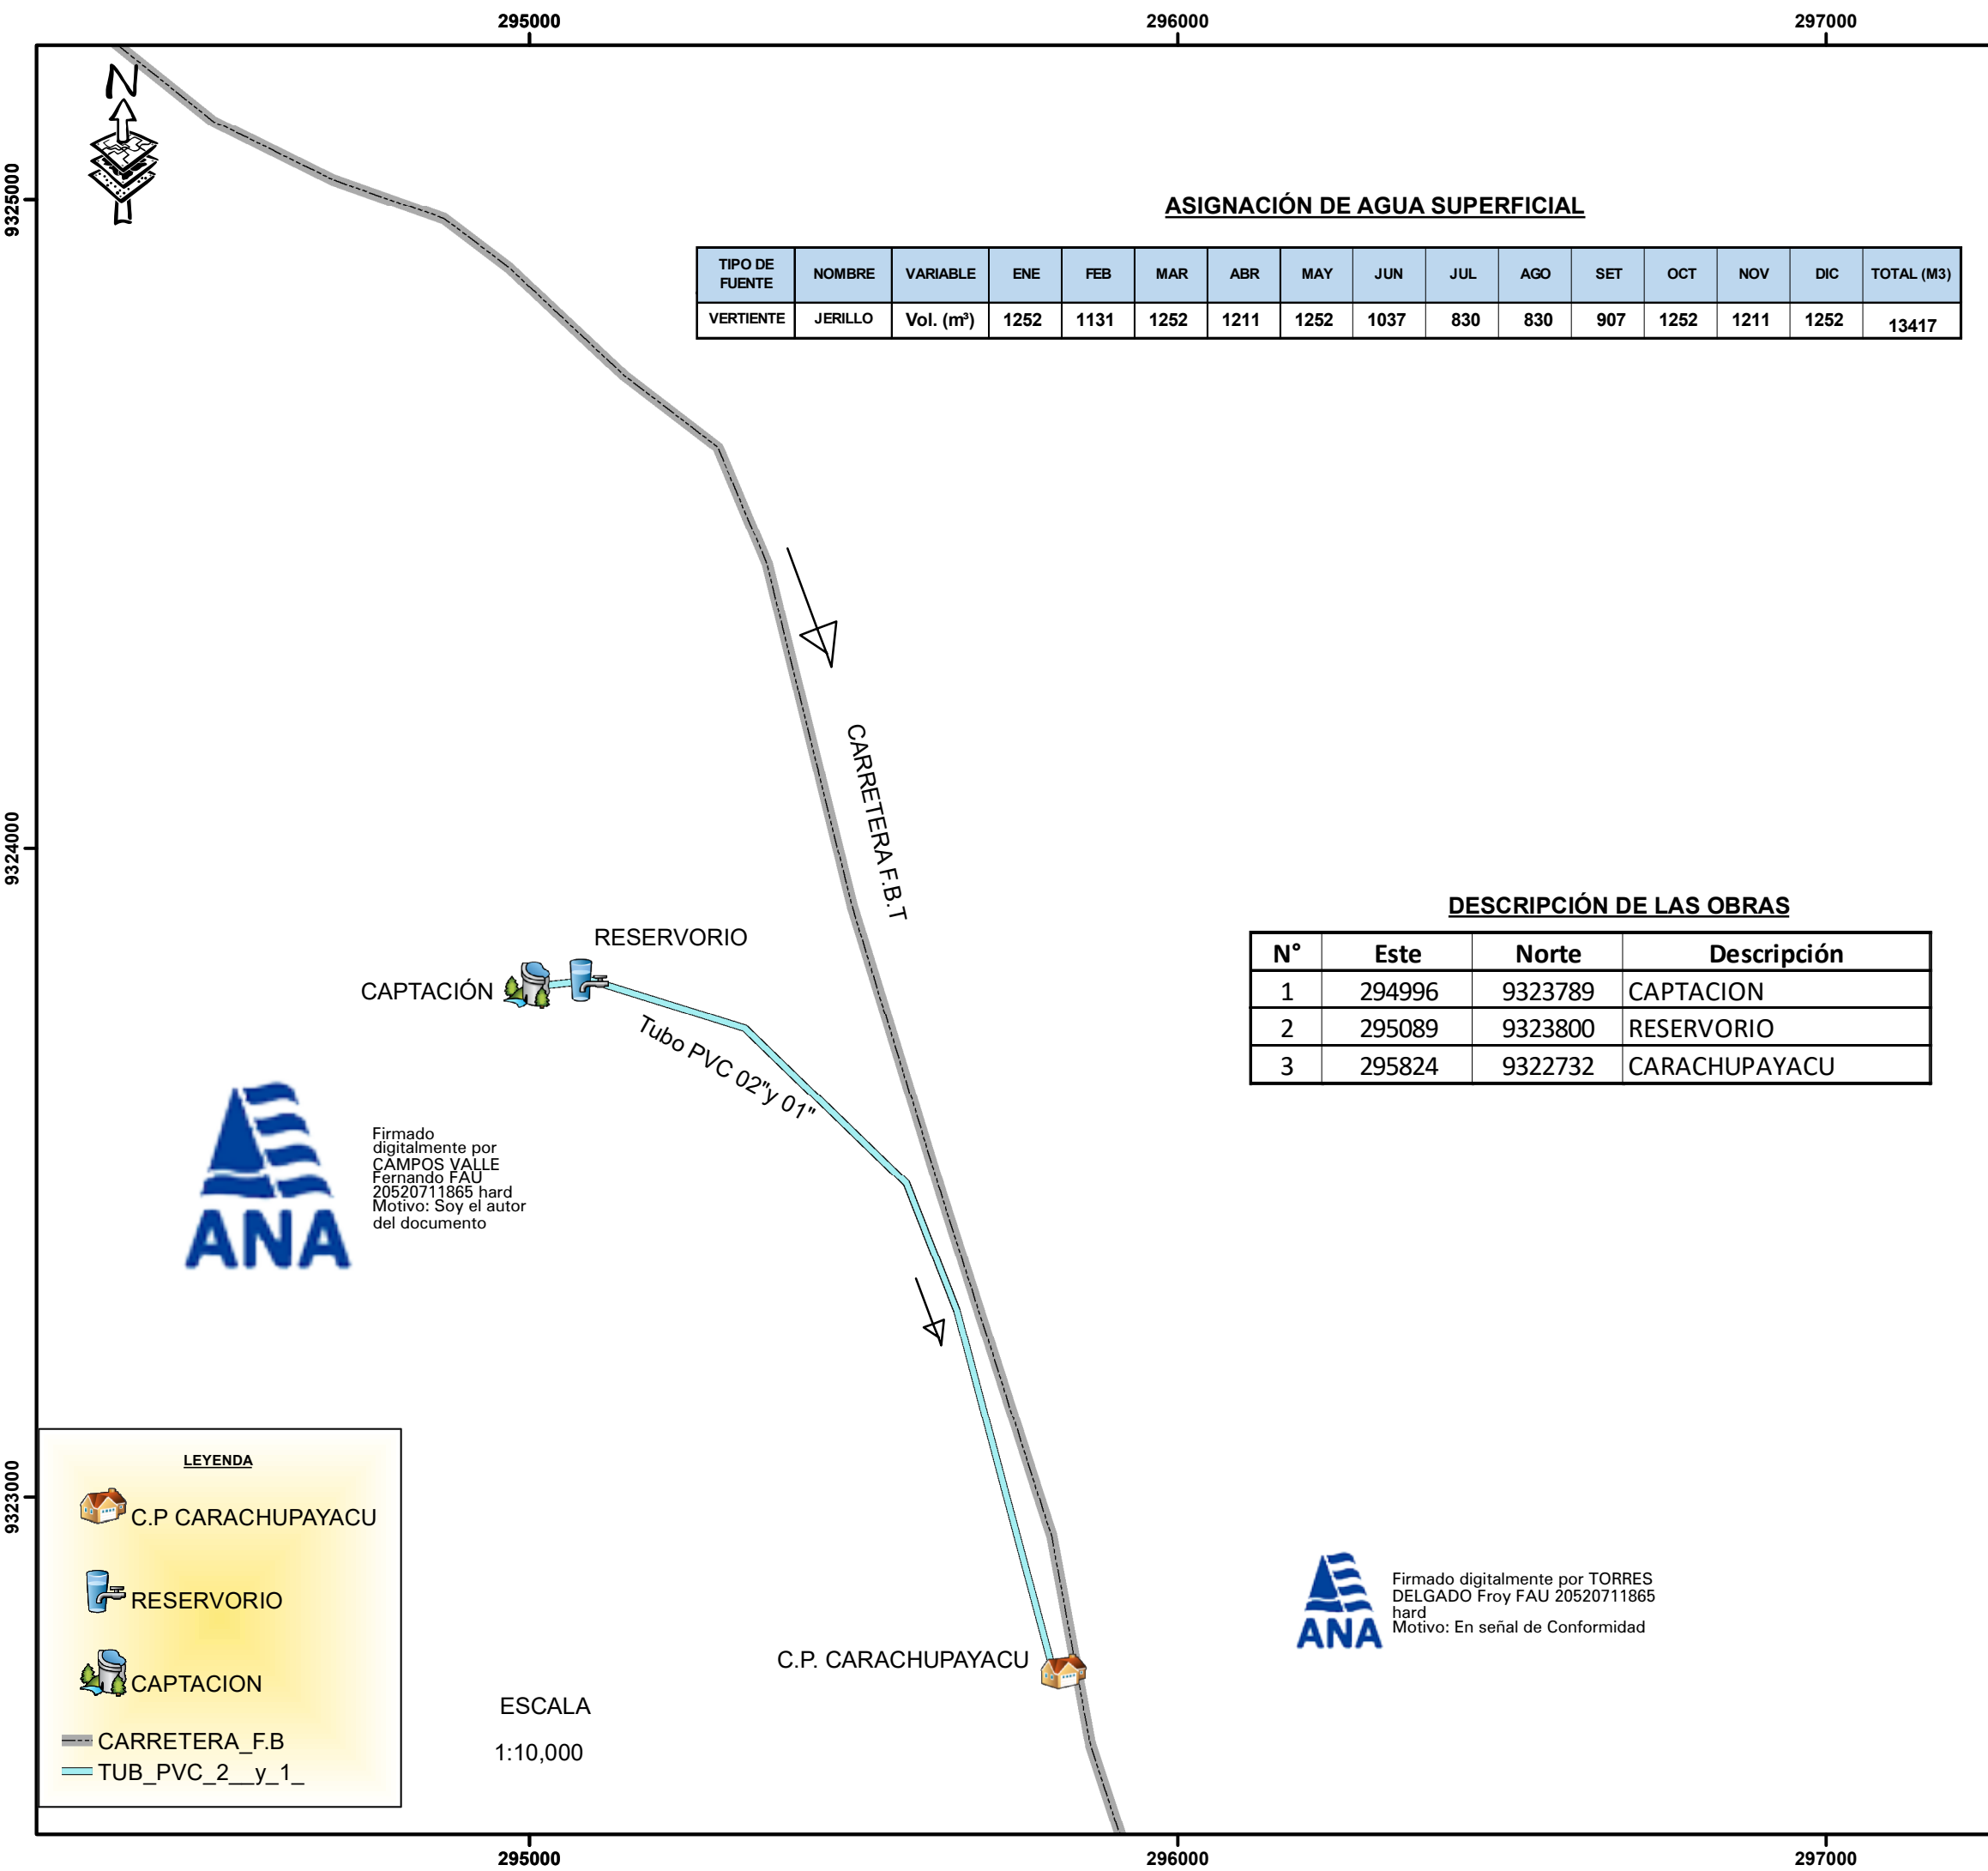 295000 296000 297000
N
9325000
ASIGNACIÓN DE AGUA SUPERFICIAL
TIPO DE FUENTE NOMBRE VARIABLE ENE FEB MAR ABR MAY JUN JUL AGO SET OCT NOV DIC TOTAL (M3)
VERTIENTE JERILLO Vol. (m³) 1252 1131 1252 1211 1252 1037 830 830 907 1252 1211 1252 13417
CARRETERA F.B.T
9324000
DESCRIPCIÓN DE LAS OBRAS
N° Este Norte Descripción
1 294996 9323789 CAPTACION
2 295089 9323800 RESERVORIO
3 295824 9322732 CARACHUPAYACU
RESERVORIO
CAPTACIÓN
Tubo PVC 02"y 01"
ANA
Firmado
digitalmente por
CAMPOS VALLE
Fernando FAU
20520711865 hard
Motivo: Soy el autor
del documento
9323000
LEYENDA
C.P CARACHUPAYACU
RESERVORIO
CAPTACION
CARRETERA_F.B
TUB_PVC_2__y_1_
ESCALA
1:10,000
C.P. CARACHUPAYACU
ANA
Firmado digitalmente por TORRES
DELGADO Froy FAU 20520711865
hard
Motivo: En señal de Conformidad
295000 296000 297000